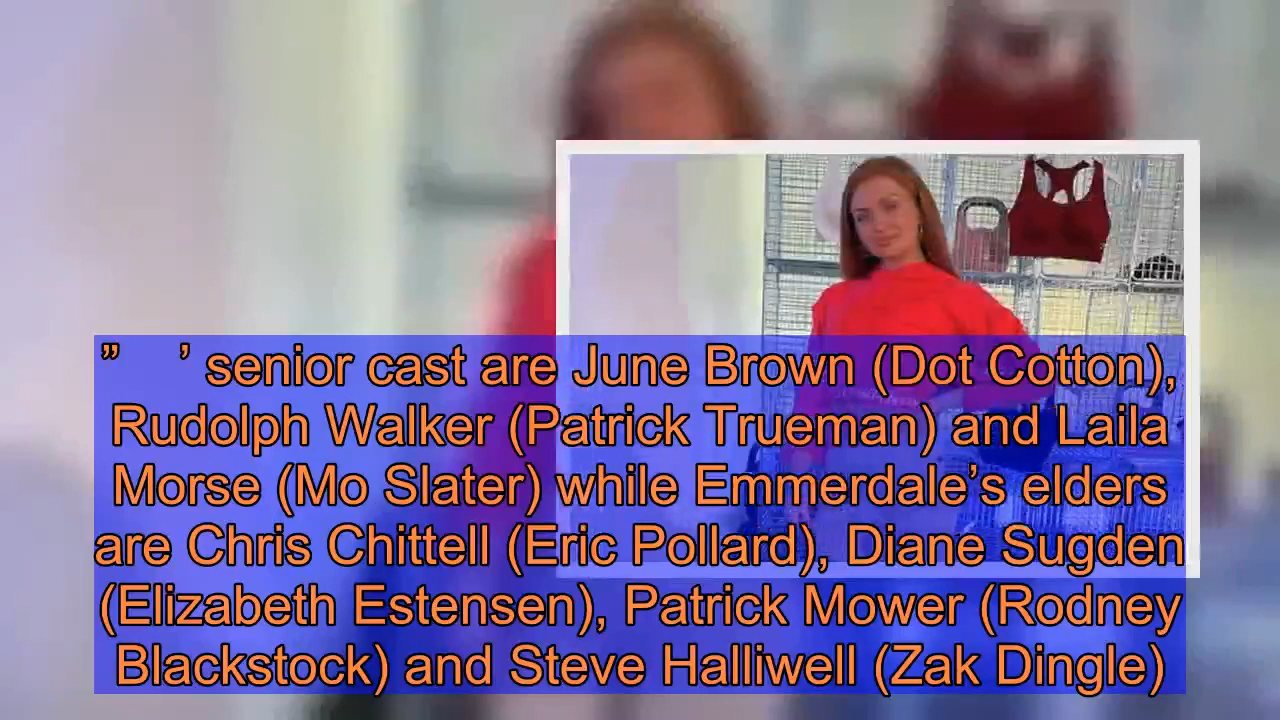 ” ’ senior cast are June Brown (Dot Cotton),
Rudolph Walker (Patrick Trueman) and Laila
Morse (Mo Slater) while Emmerdale’s elders
are Chris Chittell (Eric Pollard), Diane Sugden
(Elizabeth Estensen), Patrick Mower (Rodney
Blackstock) and Steve Halliwell (Zak Dingle)